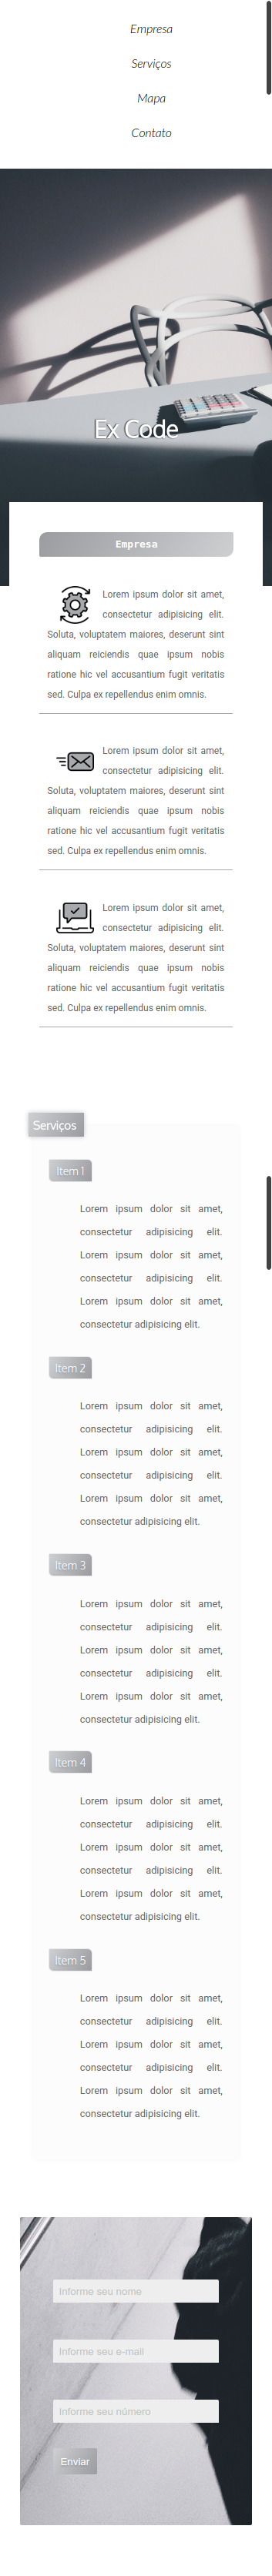 Empresa
Serviços
Mapa
Contato
Ex Code
Empresa
Lorem ipsum dolor sit amet,
consectetur adipisicing elit.
Soluta, voluptatem maiores, deserunt sint
aliquam reiciendis quae ipsum nobis
ratione hic vel accusantium fugit veritatis
sed. Culpa ex repellendus enim omnis.
Lorem ipsum dolor sit amet,
consectetur adipisicing elit.
Soluta, voluptatem maiores, deserunt sint
aliquam reiciendis quae ipsum nobis
ratione hic vel accusantium fugit veritatis
sed. Culpa ex repellendus enim omnis.
Lorem ipsum dolor sit amet,
consectetur adipisicing elit.
Soluta, voluptatem maiores, deserunt sint
aliquam reiciendis quae ipsum nobis
ratione hic vel accusantium fugit veritatis
sed. Culpa ex repellendus enim omnis.
Serviços
Item 1
Lorem ipsum dolor sit amet,
consectetur adipisicing elit.
Lorem ipsum dolor sit amet,
consectetur adipisicing elit.
Lorem ipsum dolor sit amet,
consectetur adipisicing elit.
Item 2
Lorem ipsum dolor sit amet,
consectetur adipisicing elit.
Lorem ipsum dolor sit amet,
consectetur adipisicing elit.
Lorem ipsum dolor sit amet,
consectetur adipisicing elit.
Item 3
Lorem ipsum dolor sit amet,
consectetur adipisicing elit.
Lorem ipsum dolor sit amet,
consectetur adipisicing elit.
Lorem ipsum dolor sit amet,
consectetur adipisicing elit.
Item 4
Lorem ipsum dolor sit amet,
consectetur adipisicing elit.
Lorem ipsum dolor sit amet,
consectetur adipisicing elit.
Lorem ipsum dolor sit amet,
consectetur adipisicing elit.
Item 5
Lorem ipsum dolor sit amet,
consectetur adipisicing elit.
Lorem ipsum dolor sit amet,
consectetur adipisicing elit.
Lorem ipsum dolor sit amet,
consectetur adipisicing elit.
Informe seu nome
Informe seu e-mail
Informe seu número
Enviar